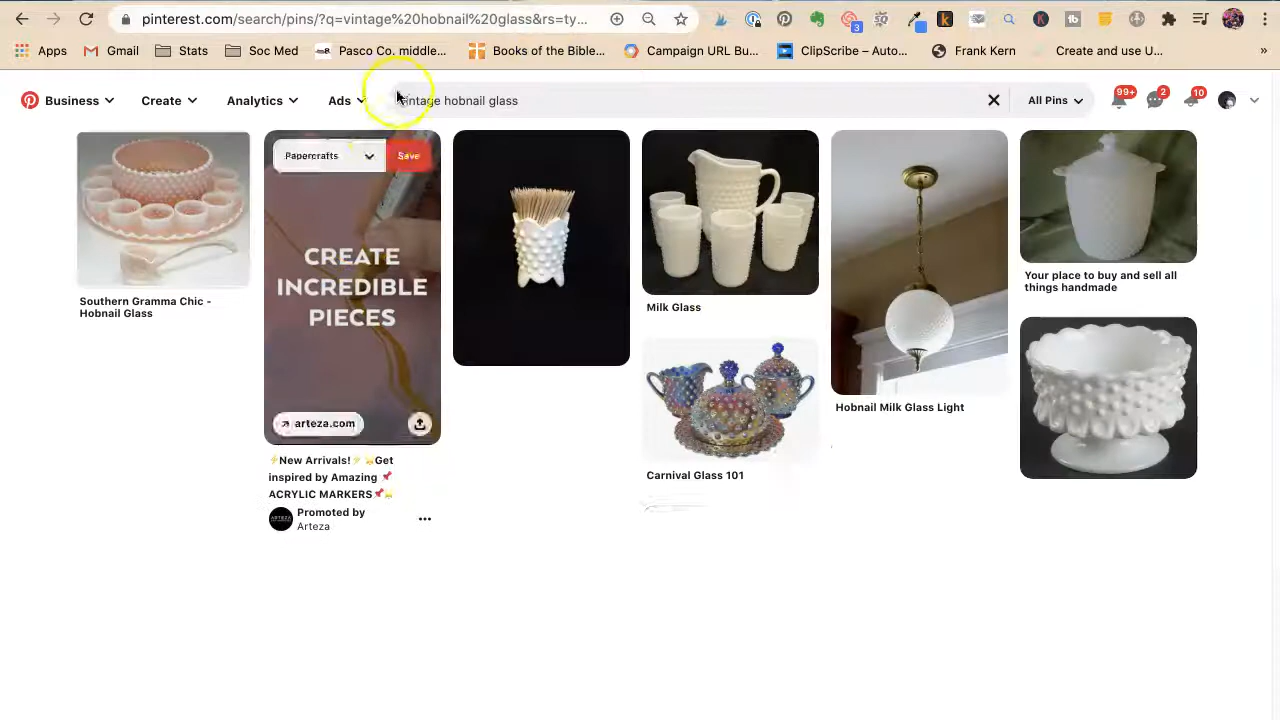 pinterest.com/search/pins/?q=vintage%20hobnail%20glass&rs=ty...
3
Apps
Gmail
Stats
Soc Med
Pasco Co. middle...
Books of the Bible...
Campaign URL Bu...
ClipScribe – Auto...
Frank Kern
Create and use U...
»
Business
Create
Analytics
Ads
vintage hobnail glass
All Pins
99+
2
10
Papercrafts
Save
CREATE
INCREDIBLE
PIECES
arteza.com
Southern Gramma Chic -
Hobnail Glass
⚡New Arrivals!⚡ Get
inspired by Amazing 📌
ACRYLIC MARKERS📌
ARTEZA
Promoted by
Arteza
Milk Glass
Carnival Glass 101
Hobnail Milk Glass Light
Your place to buy and sell all
things handmade